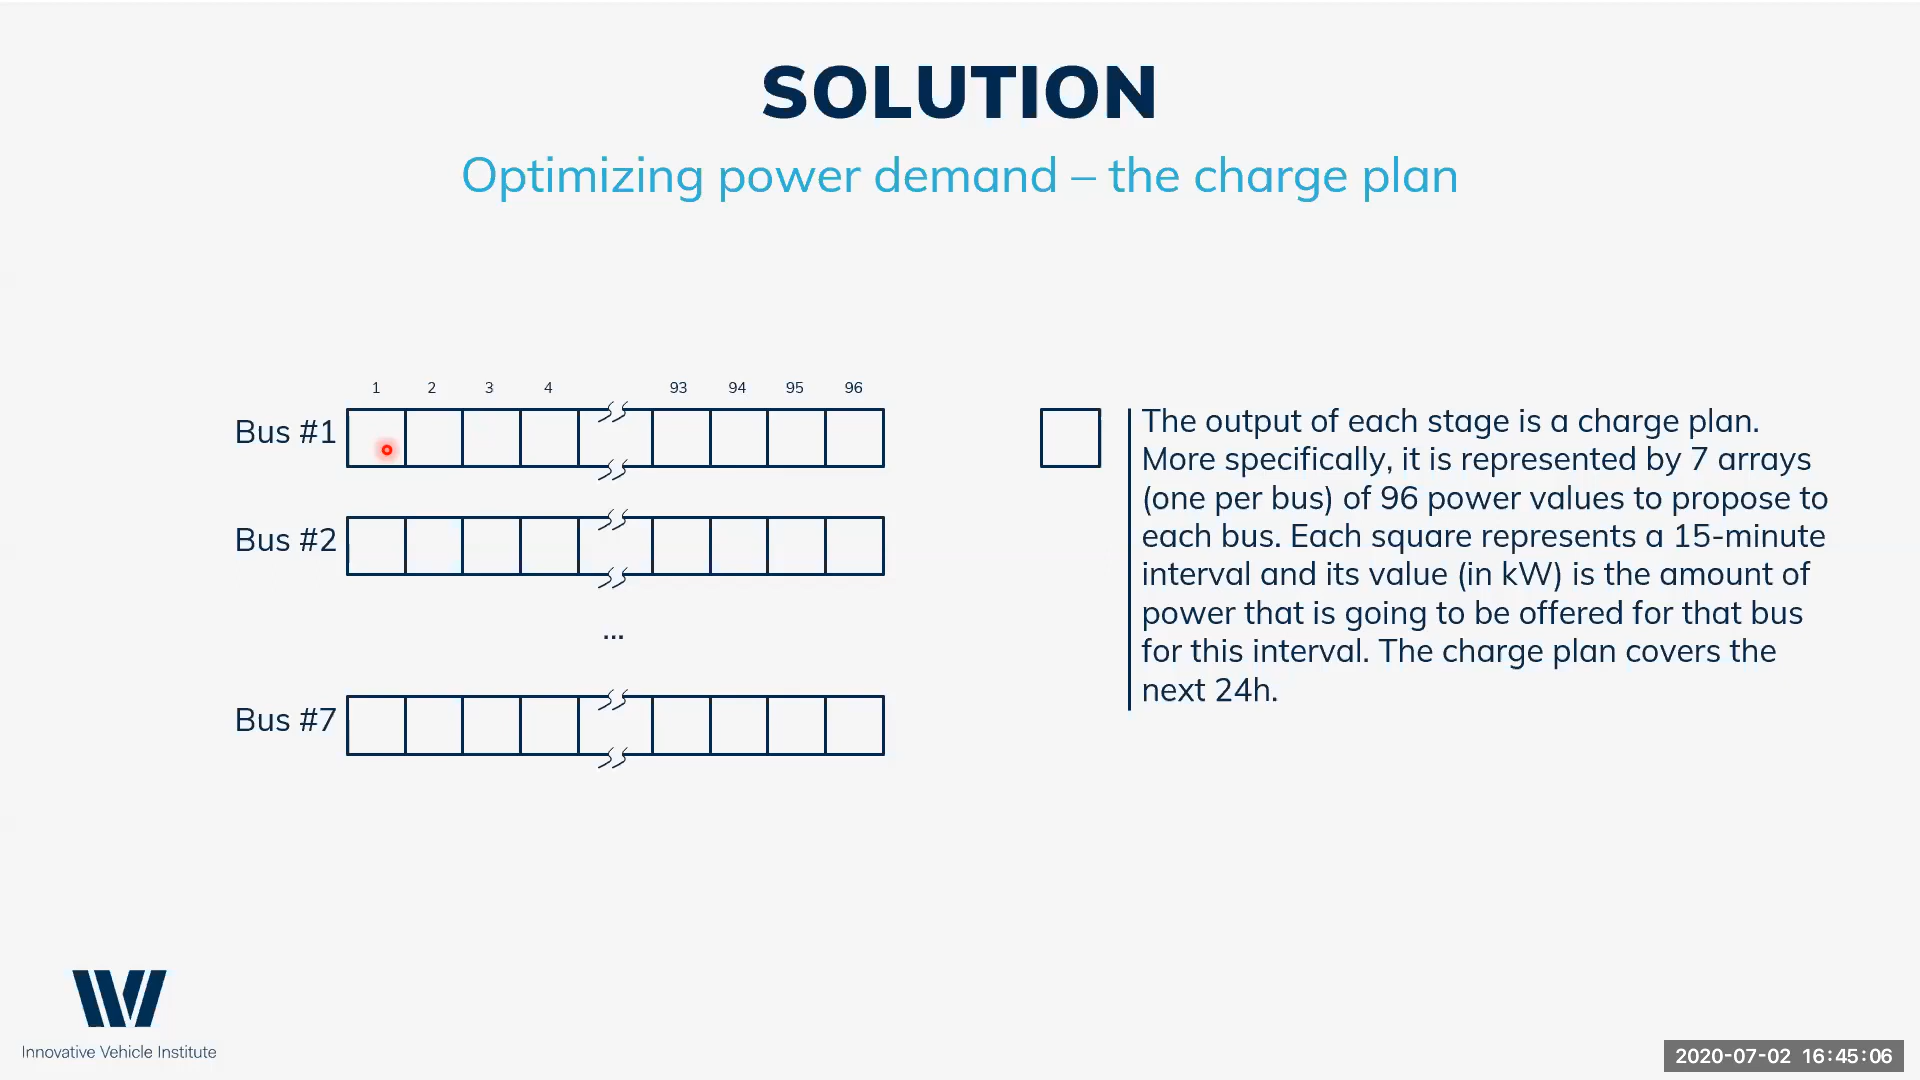 SOLUTION
Optimizing power demand – the charge plan
1 2 3 4 93 94 95 96
Bus #1
Bus #2
...
Bus #7
The output of each stage is a charge plan.
More specifically, it is represented by 7 arrays
(one per bus) of 96 power values to propose to
each bus. Each square represents a 15-minute
interval and its value (in kW) is the amount of
power that is going to be offered for that bus
for this interval. The charge plan covers the
next 24h.
Innovative Vehicle Institute
2020-07-02 16:45:06